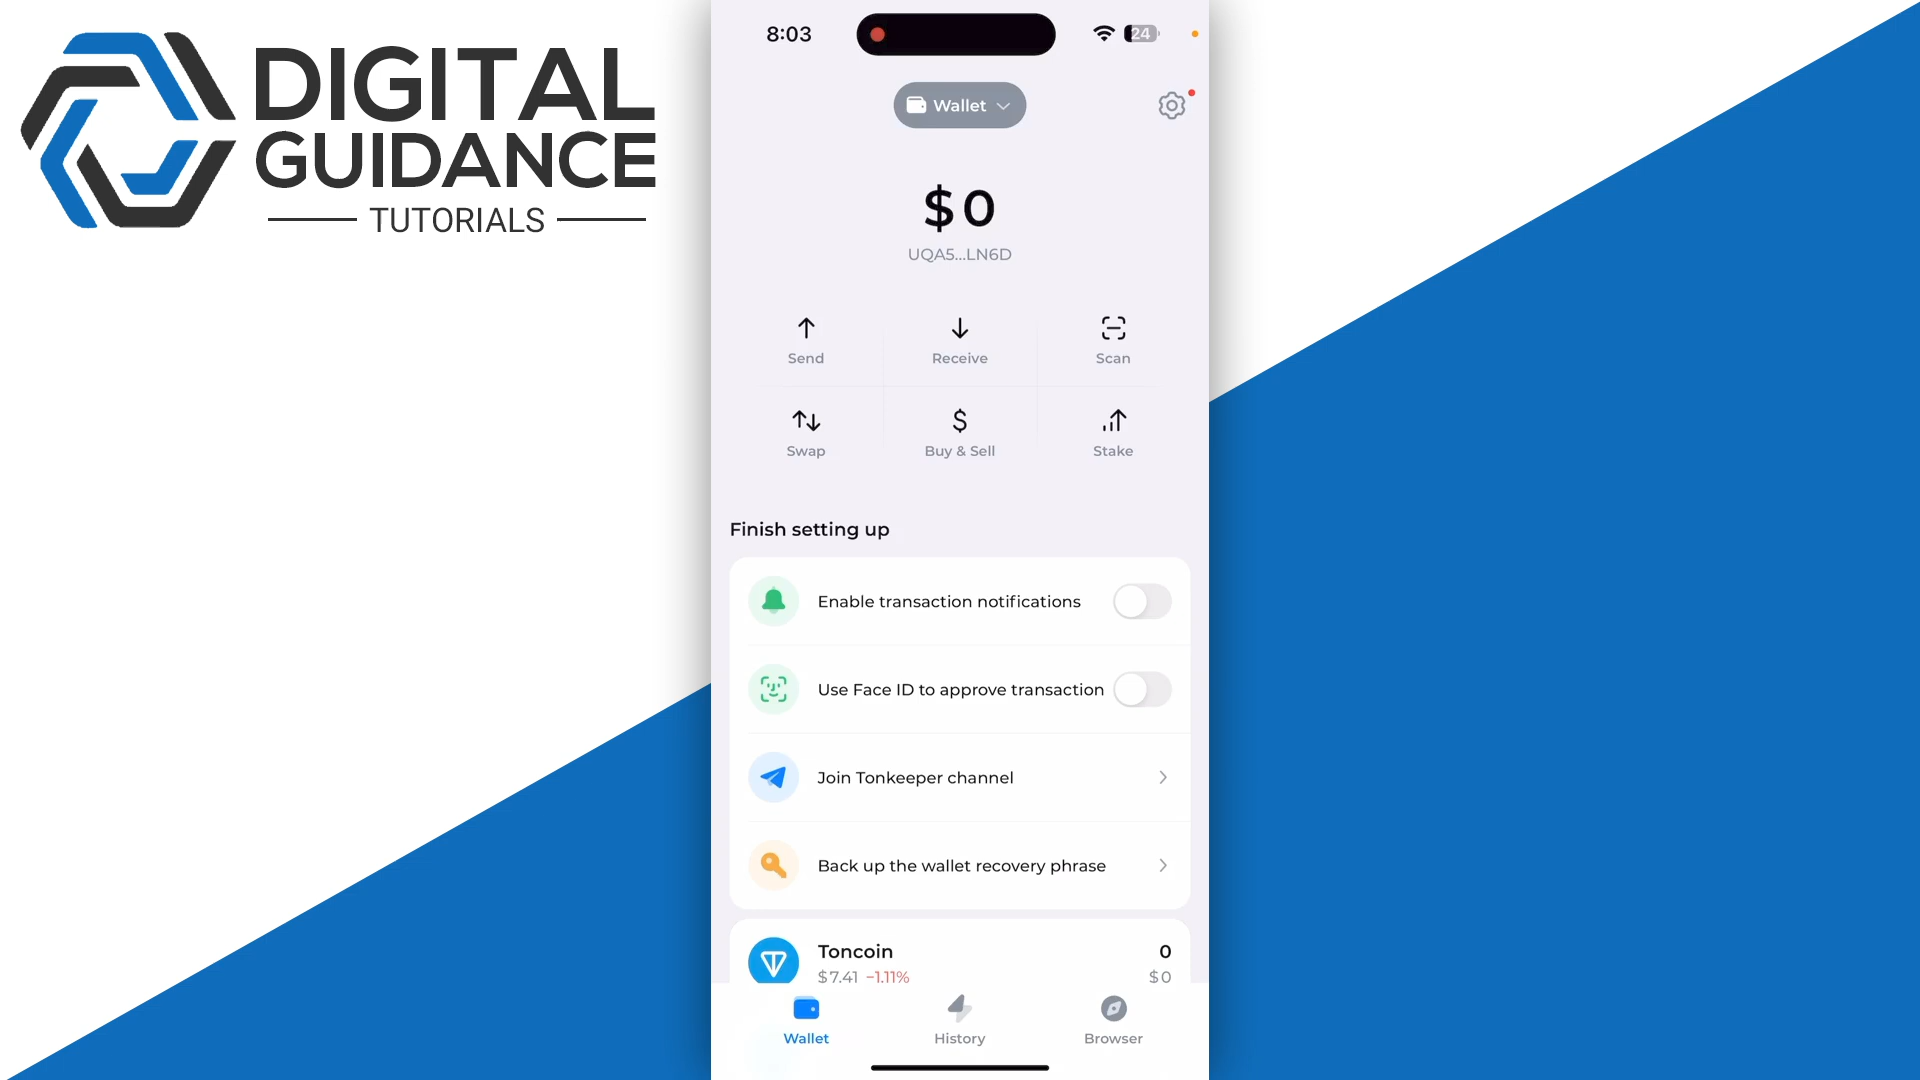 DIGITAL
GUIDANCE
TUTORIALS
8:03
24
Wallet
$0
UQA5...LN6D
Send
Receive
Scan
Swap
Buy & Sell
Stake
Finish setting up
Enable transaction notifications
Use Face ID to approve transaction
Join Tonkeeper channel
Back up the wallet recovery phrase
Toncoin 0
$7.41 −1.11% $0
Wallet
History
Browser